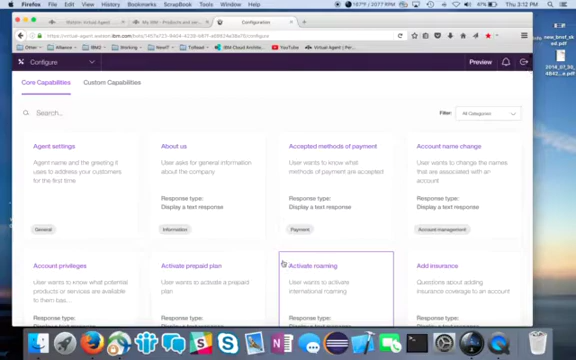 Firefox File Edit View History Bookmarks ScrapBook Tools Window Help
Thu 3:12 PM
Configuration
Configure
Preview
Core Capabilities Custom Capabilities
Search...
Filter: All Categories
Agent settings
Agent name and the greeting it uses to address your customers for the first time
General
About us
User asks for general information about the company
Response type:
Display a text response
Information
Accepted methods of payment
User wants to know what methods of payment are accepted
Response type:
Display a text response
Payment
Account name change
User wants to change the names that are associated with an account
Response type:
Display a text response
Account management
Account privileges
User wants to know what potential products or services are available to them bas...
Response type:
Activate prepaid plan
User wants to activate a prepaid plan
Response type:
Activate roaming
User wants to activate international roaming
Response type:
Add insurance
Questions about adding insurance coverage to an account
Response type: